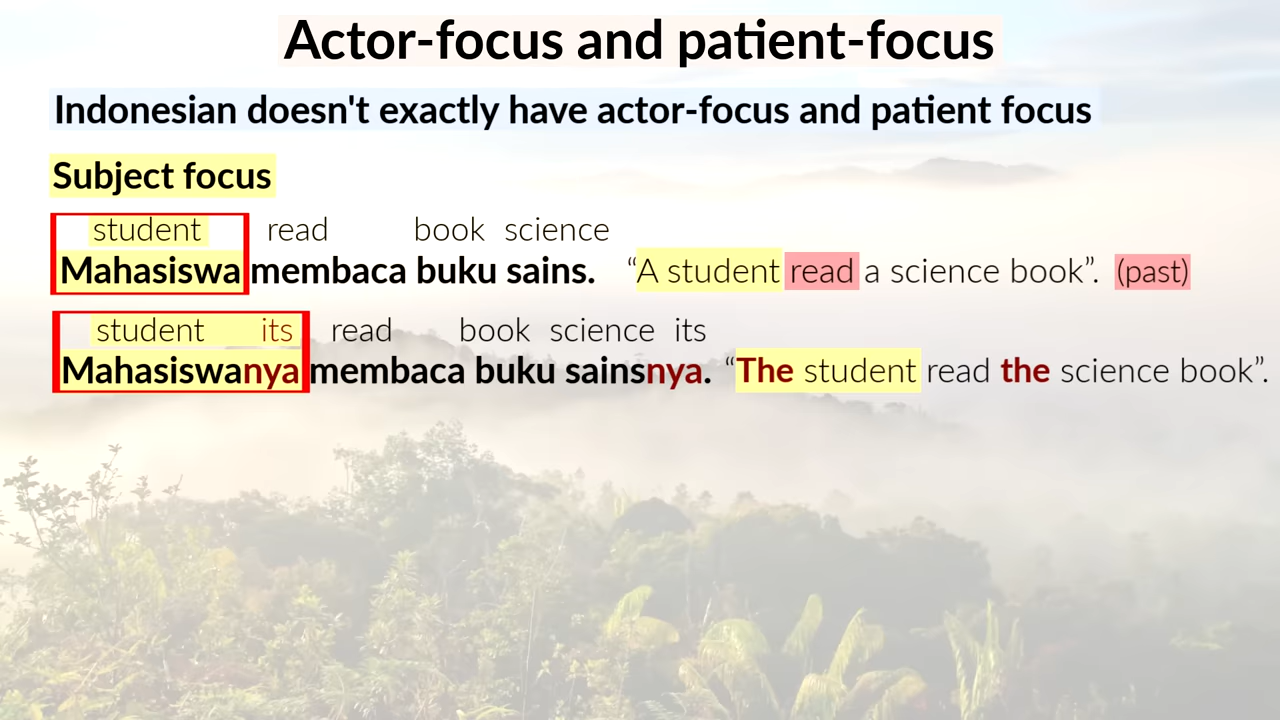 Actor-focus and patient-focus
Indonesian doesn't exactly have actor-focus and patient focus
Subject focus
student read book science
Mahasiswa membaca buku sains. “A student read a science book”. (past)
student its read book science its
Mahasiswanya membaca buku sainsnya. “The student read the science book”.